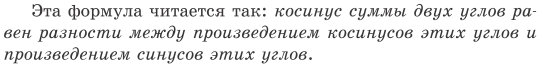 Эта формула читается так: косинус суммы двух углов ра-
вен разности между произведением косинусов этих углов и
произведением синусов этих углов.